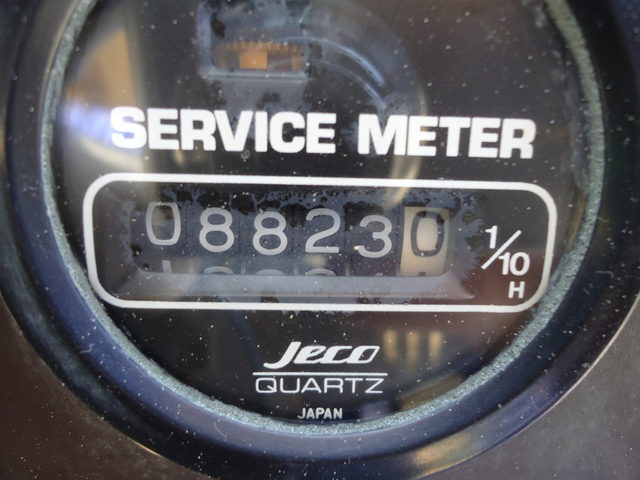 SERVICE METER
088230 1/10
H
Jeco
QUARTZ
JAPAN